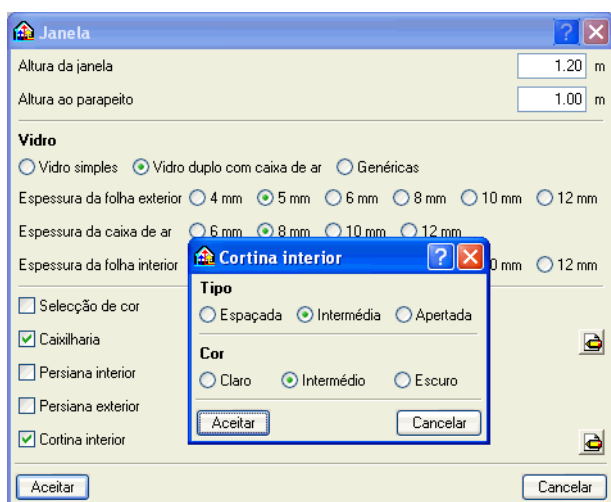 Janela
Altura da janela 1.20 m
Altura ao parapeito 1.00 m
Vidro
Vidro simples Vidro duplo com caixa de ar Genéricas
Espessura da folha exterior 4 mm 5 mm 6 mm 8 mm 10 mm 12 mm
Espessura da caixa de ar 6 mm 8 mm 10 mm 12 mm
Espessura da folha interior 0 mm 12 mm
Cortina interior
Tipo
Espaçada Intermédia Apertada
Cor
Claro Intermédio Escuro
Aceitar Cancelar
Selecção de cor
Caixilharia
Persiana interior
Persiana exterior
Cortina interior
Aceitar Cancelar